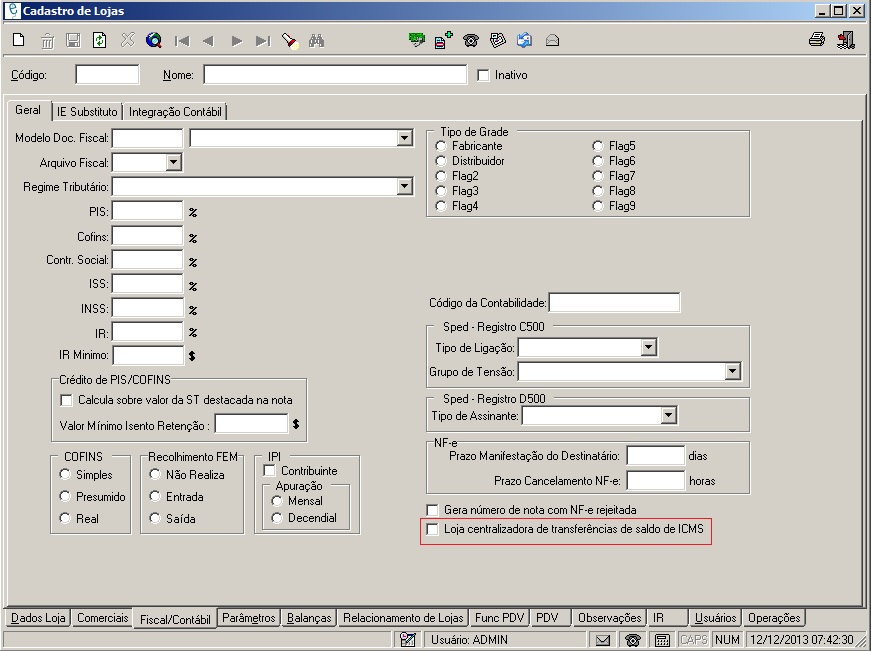 Cadastro de Lojas
Código:
Nome:
Inativo
Geral
IE Substituto
Integração Contábil
Modelo Doc. Fiscal:
Arquivo Fiscal:
Regime Tributário:
PIS:
%
Cofins:
%
Contr. Social:
%
ISS:
%
INSS:
%
IR:
%
IR Mínimo:
$
Crédito de PIS/COFINS
Calcula sobre valor da ST destacada na nota
Valor Mínimo Isento Retenção :
$
COFINS
Simples
Presumido
Real
Recolhimento FEM
Não Realiza
Entrada
Saída
IPI
Contribuinte
Apuração
Mensal
Decendial
Tipo de Grade
Fabricante
Distribuidor
Flag2
Flag3
Flag4
Flag5
Flag6
Flag7
Flag8
Flag9
Código da Contabilidade:
Sped - Registro C500
Tipo de Ligação:
Grupo de Tensão:
Sped - Registro D500
Tipo de Assinante:
NF-e
Prazo Manifestação do Destinatário:
dias
Prazo Cancelamento NF-e:
horas
Gera número de nota com NF-e rejeitada
Loja centralizadora de transferências de saldo de ICMS
Dados Loja
Comerciais
Fiscal/Contábil
Parâmetros
Balanças
Relacionamento de Lojas
Func PDV
PDV
Observações
IR
Usuários
Operações
Usuário: ADMIN
CAPS
NUM
12/12/2013 07:42:30